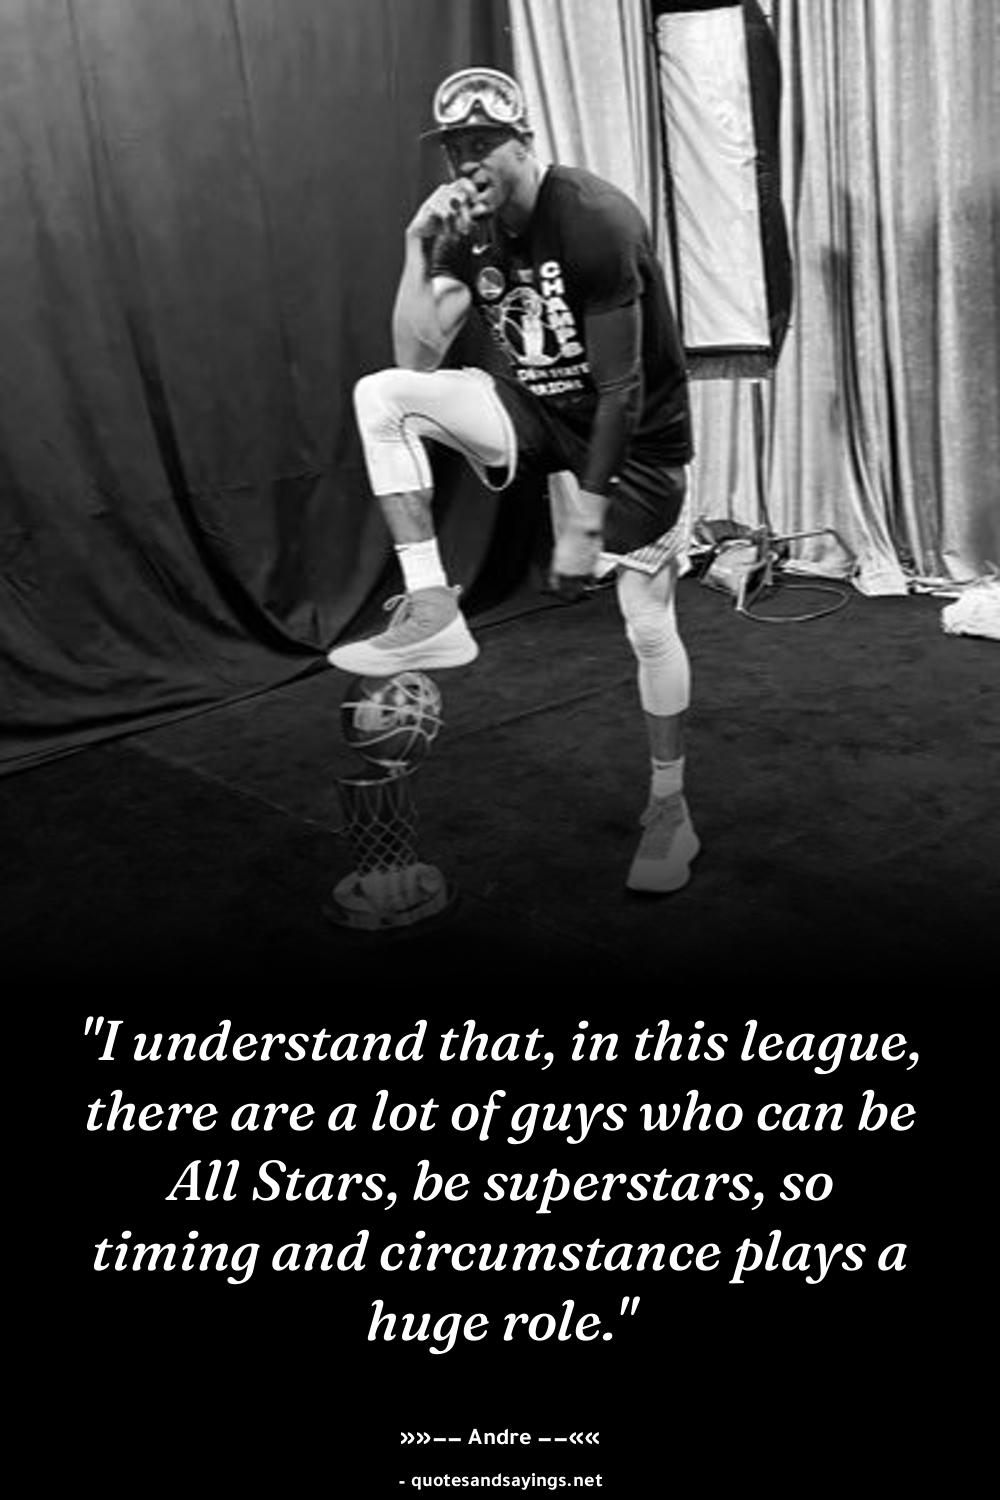 CHAMPS
"I understand that, in this league,
there are a lot of guys who can be
All Stars, be superstars, so
timing and circumstance plays a
huge role."
»»–– Andre ––««
- quotesandsayings.net